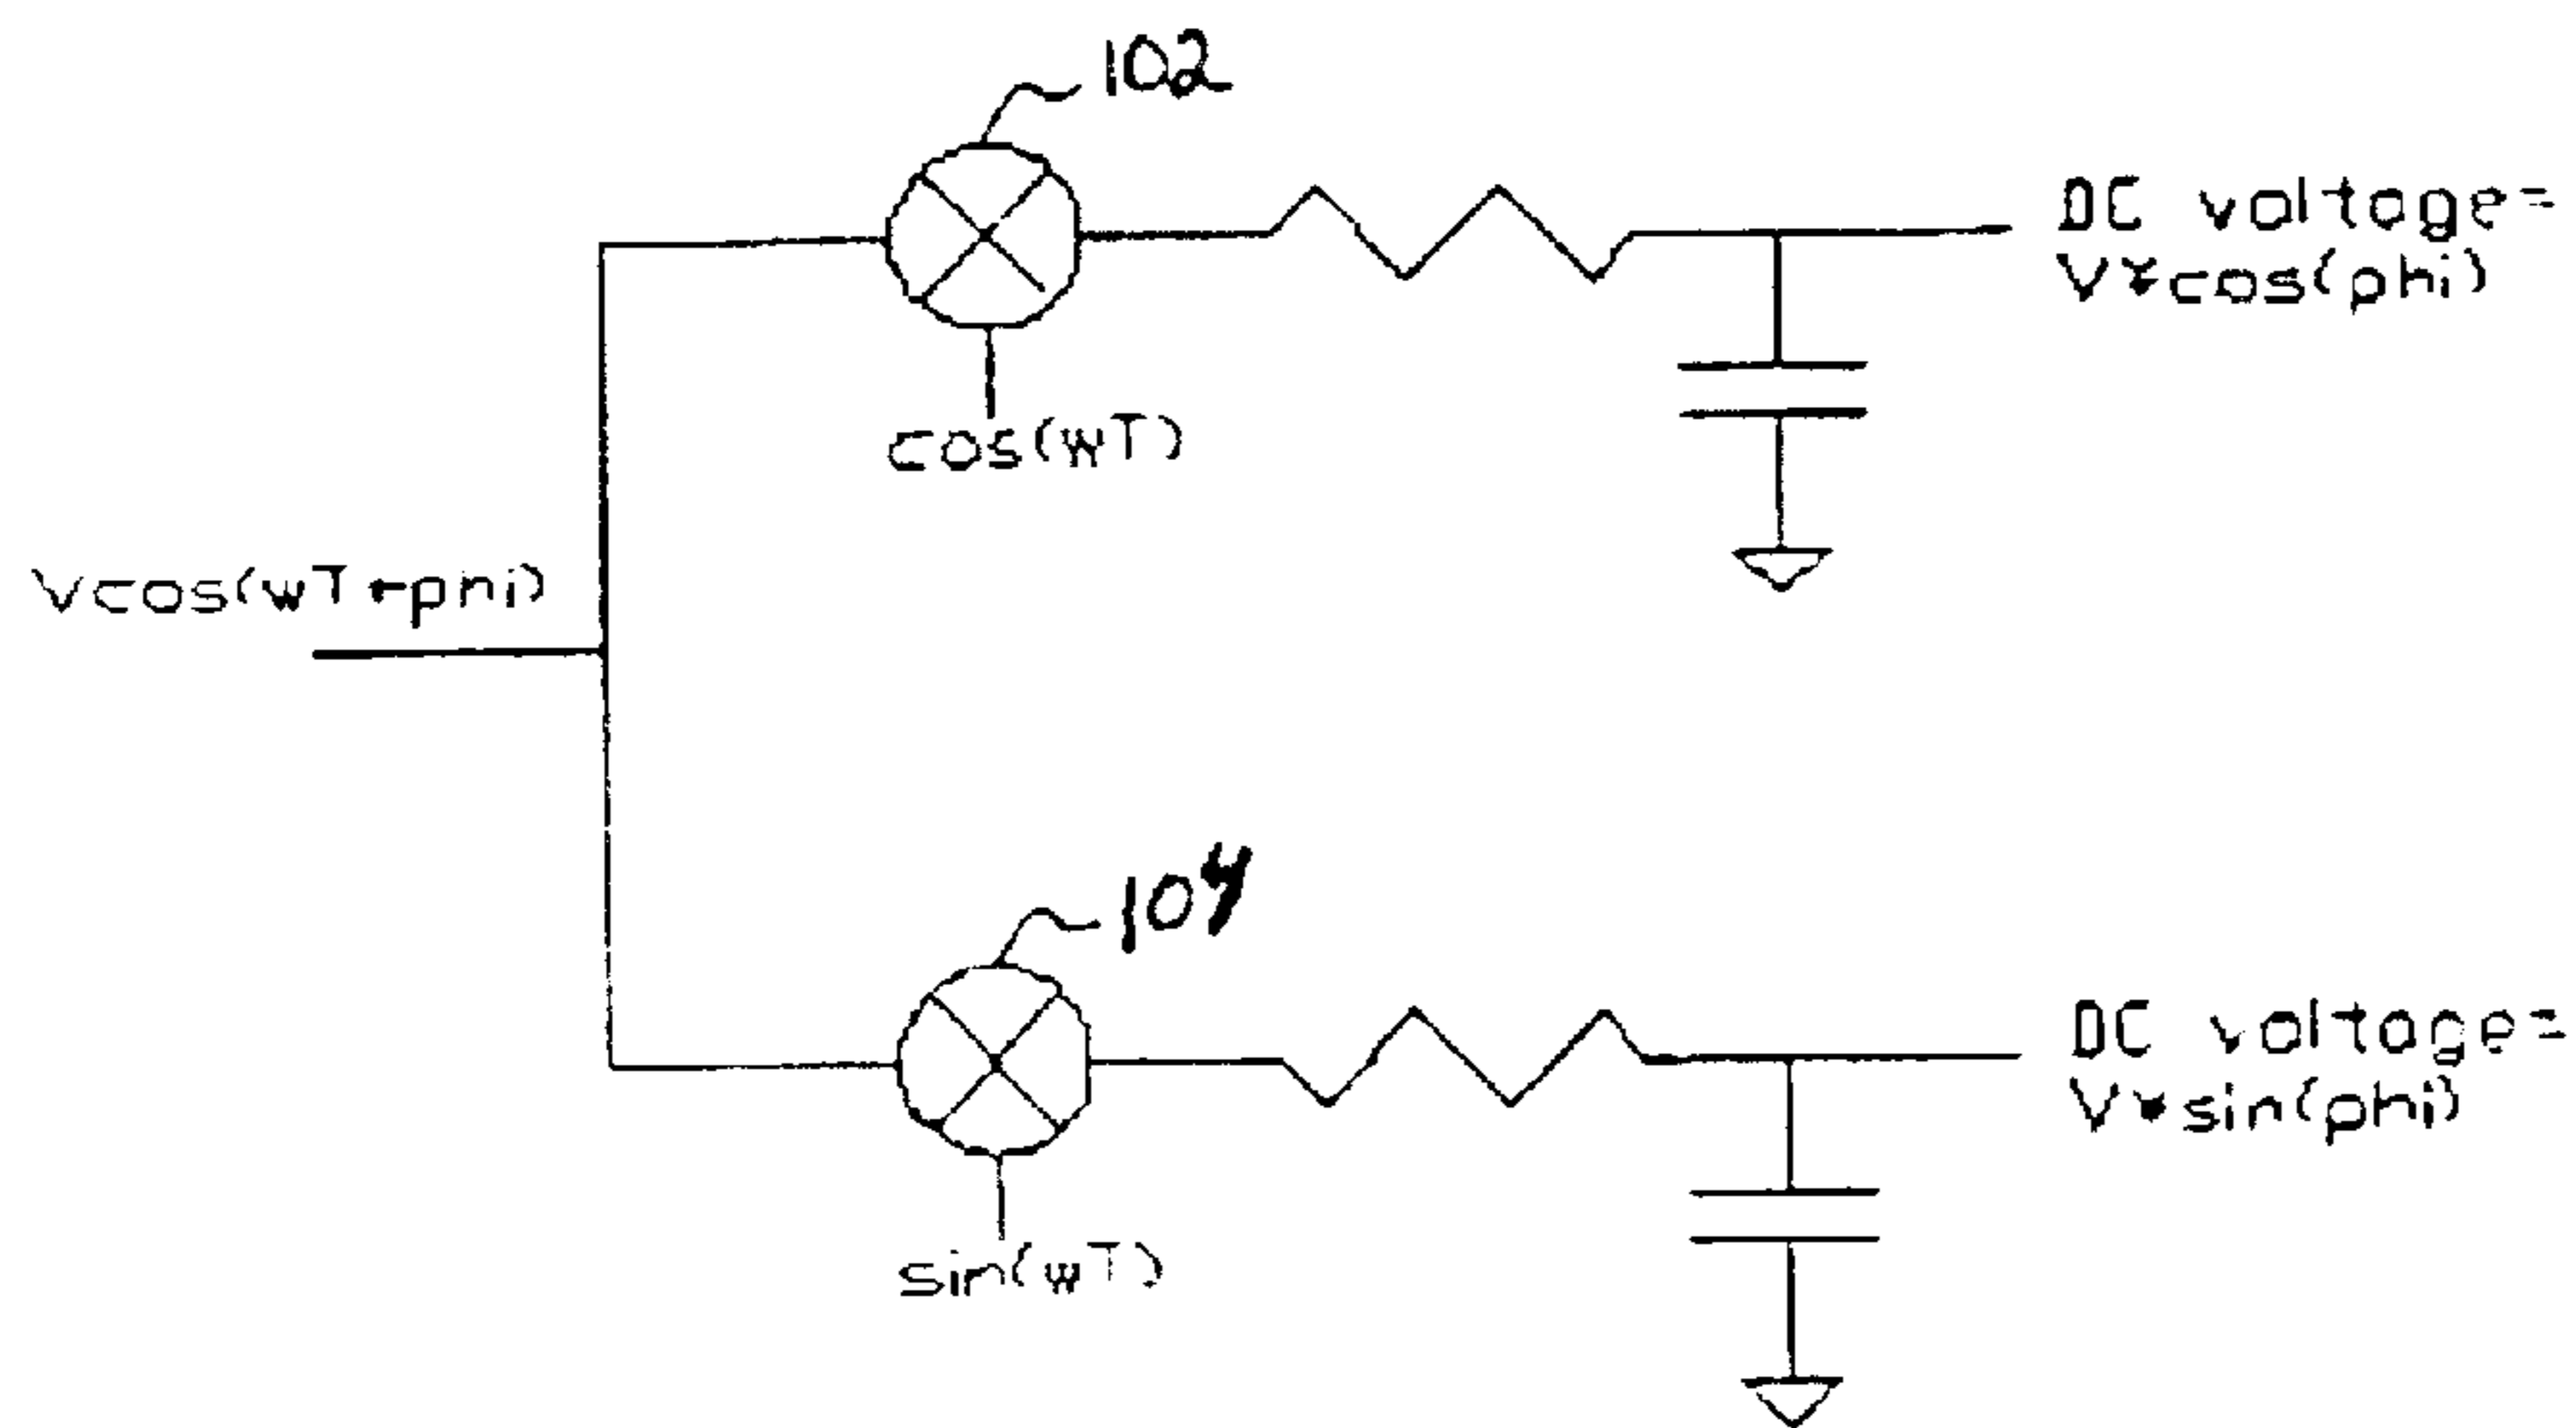 102
DC voltage=
V*cos(phi)
cos(wT)
Vcos(wT+phi)
104
DC voltage=
V*sin(phi)
sin(wT)